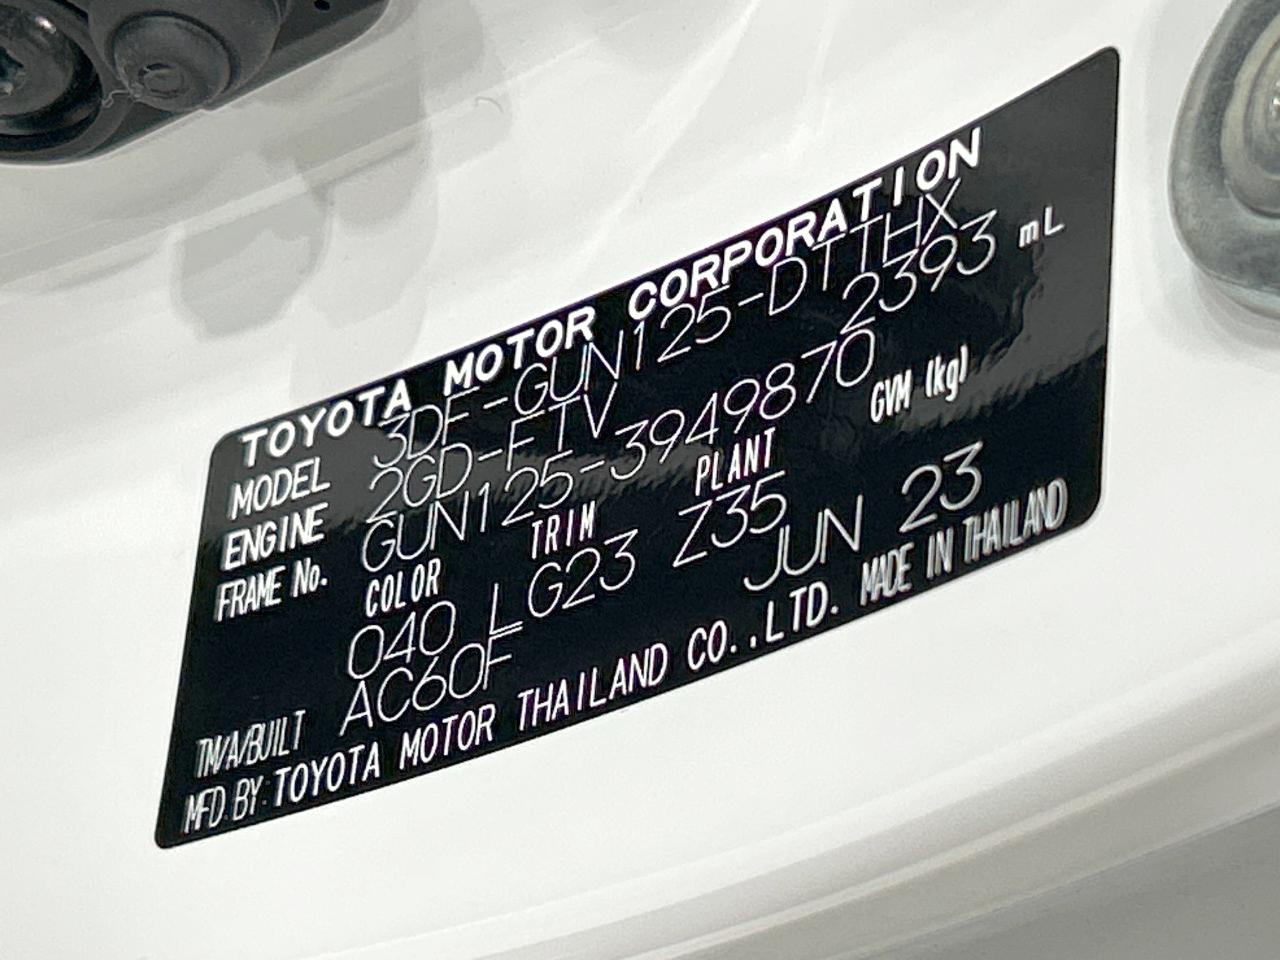 TOYOTA MOTOR CORPORATION
MODEL 3DF-GUN125-DTTHX
ENGINE 2GD-FTV 2393 mL
FRAME No. GUN125-3949870
COLOR TRIM PLANT GVM (kg)
040 LG23 Z35
TM/A/BUILT AC60F JUN 23
MFD. BY: TOYOTA MOTOR THAILAND CO.,LTD. MADE IN THAILAND